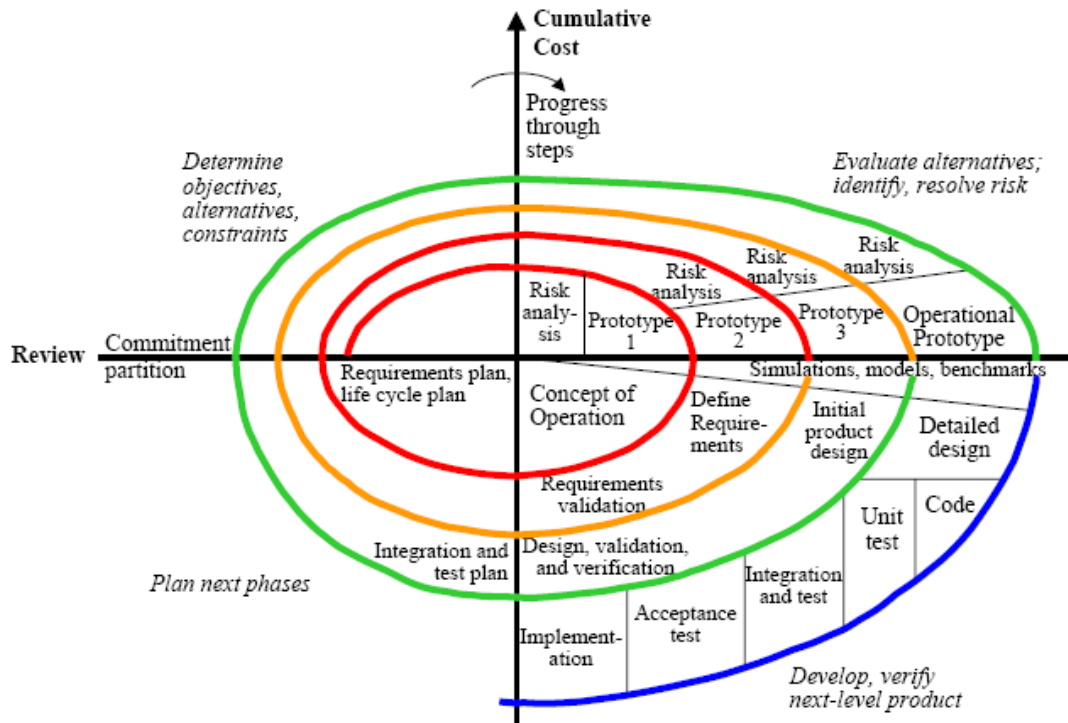 Cumulative
Cost
Progress
through
steps
Determine
objectives,
alternatives,
constraints
Evaluate alternatives;
identify, resolve risk
Risk
analy-
sis
Risk
analysis
Risk
analysis
Risk
analysis
Prototype
1
Prototype
2
Prototype
3
Operational
Prototype
Review
Commitment
partition
Simulations, models, benchmarks
Requirements plan,
life cycle plan
Concept of
Operation
Define
Require-
ments
Initial
product
design
Detailed
design
Requirements
validation
Code
Unit
test
Integration and
test plan
Design, validation,
and verification
Integration
and test
Acceptance
test
Implement-
ation
Plan next phases
Develop, verify
next-level product